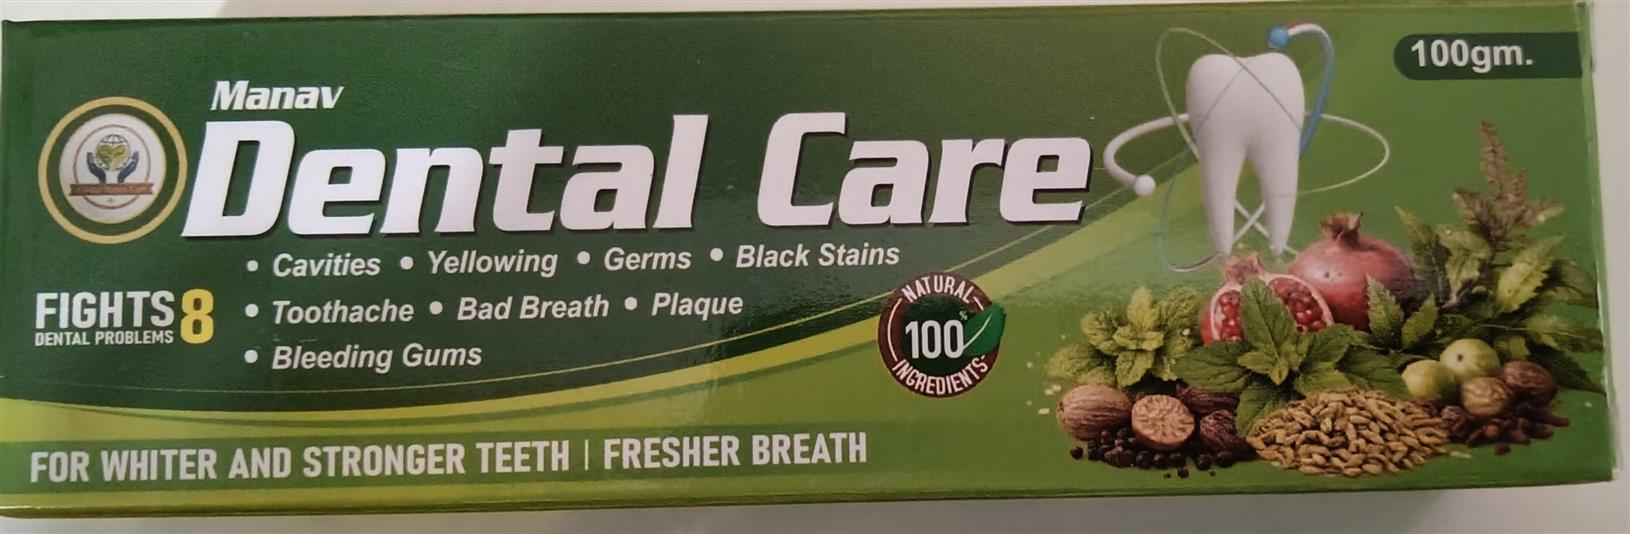 100gm.
Manav
Dental Care
• Cavities • Yellowing • Germs • Black Stains
FIGHTS 8
DENTAL PROBLEMS
• Toothache • Bad Breath • Plaque
• Bleeding Gums
NATURAL
100%
INGREDIENTS
FOR WHITER AND STRONGER TEETH | FRESHER BREATH